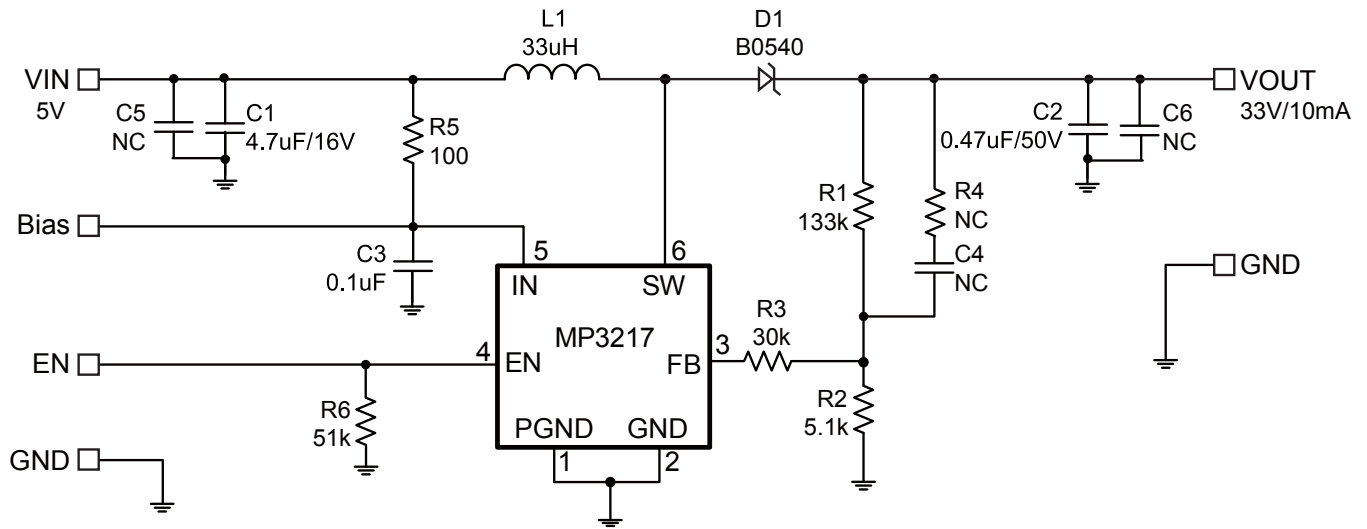 L1
33uH
D1
B0540
VIN
5V
C5
NC
C1
4.7uF/16V
R5
100
C2
0.47uF/50V
C6
NC
VOUT
33V/10mA
R1
133k
R4
NC
C4
NC
Bias
C3
0.1uF
5
6
IN
SW
MP3217
GND
R3
30k
EN
4
EN
FB
3
R6
51k
R2
5.1k
PGND
GND
1
2
GND